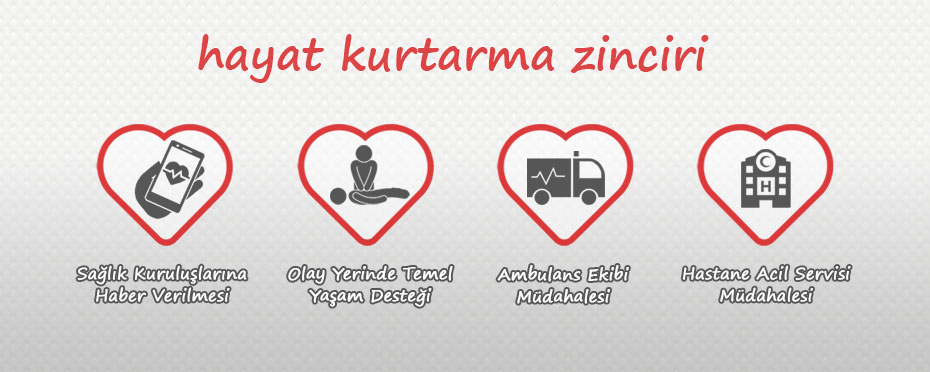 hayat kurtarma zinciri
Sağlık Kuruluşlarına
Haber Verilmesi
Olay Yerinde Temel
Yaşam Desteği
Ambulans Ekibi
Müdahalesi
Hastane Acil Servisi
Müdahalesi
H